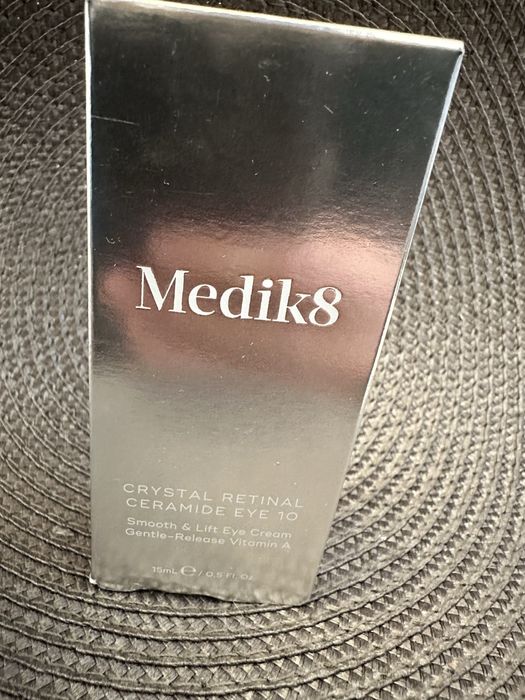 Medik8
CRYSTAL RETINAL
CERAMIDE EYE 10
Smooth & Lift Eye Cream
Gentle-Release Vitamin A
15mL ℮ / 0.5 Fl. Oz